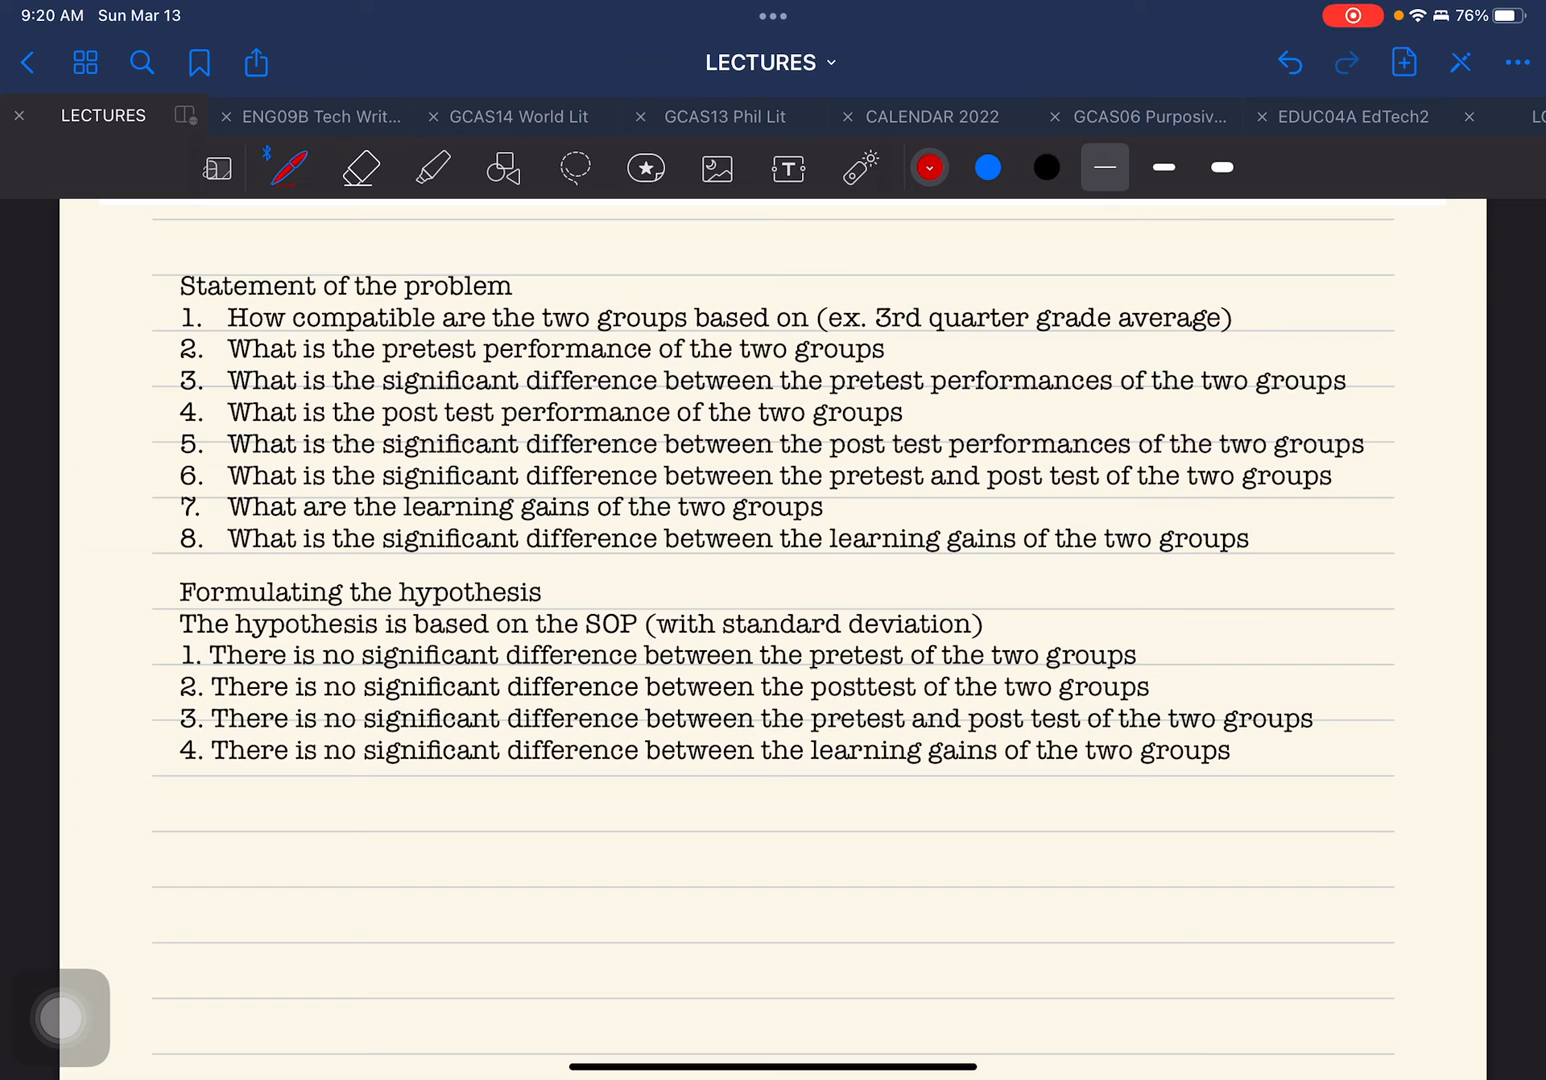 9:20 AM Sun Mar 13
76%
LECTURES
LECTURES
ENG09B Tech Writ...
GCAS14 World Lit
GCAS13 Phil Lit
CALENDAR 2022
GCAS06 Purposiv...
EDUC04A EdTech2
Statement of the problem
1. How compatible are the two groups based on (ex. 3rd quarter grade average)
2. What is the pretest performance of the two groups
3. What is the significant difference between the pretest performances of the two groups
4. What is the post test performance of the two groups
5. What is the significant difference between the post test performances of the two groups
6. What is the significant difference between the pretest and post test of the two groups
7. What are the learning gains of the two groups
8. What is the significant difference between the learning gains of the two groups
Formulating the hypothesis
The hypothesis is based on the SOP (with standard deviation)
1. There is no significant difference between the pretest of the two groups
2. There is no significant difference between the posttest of the two groups
3. There is no significant difference between the pretest and post test of the two groups
4. There is no significant difference between the learning gains of the two groups